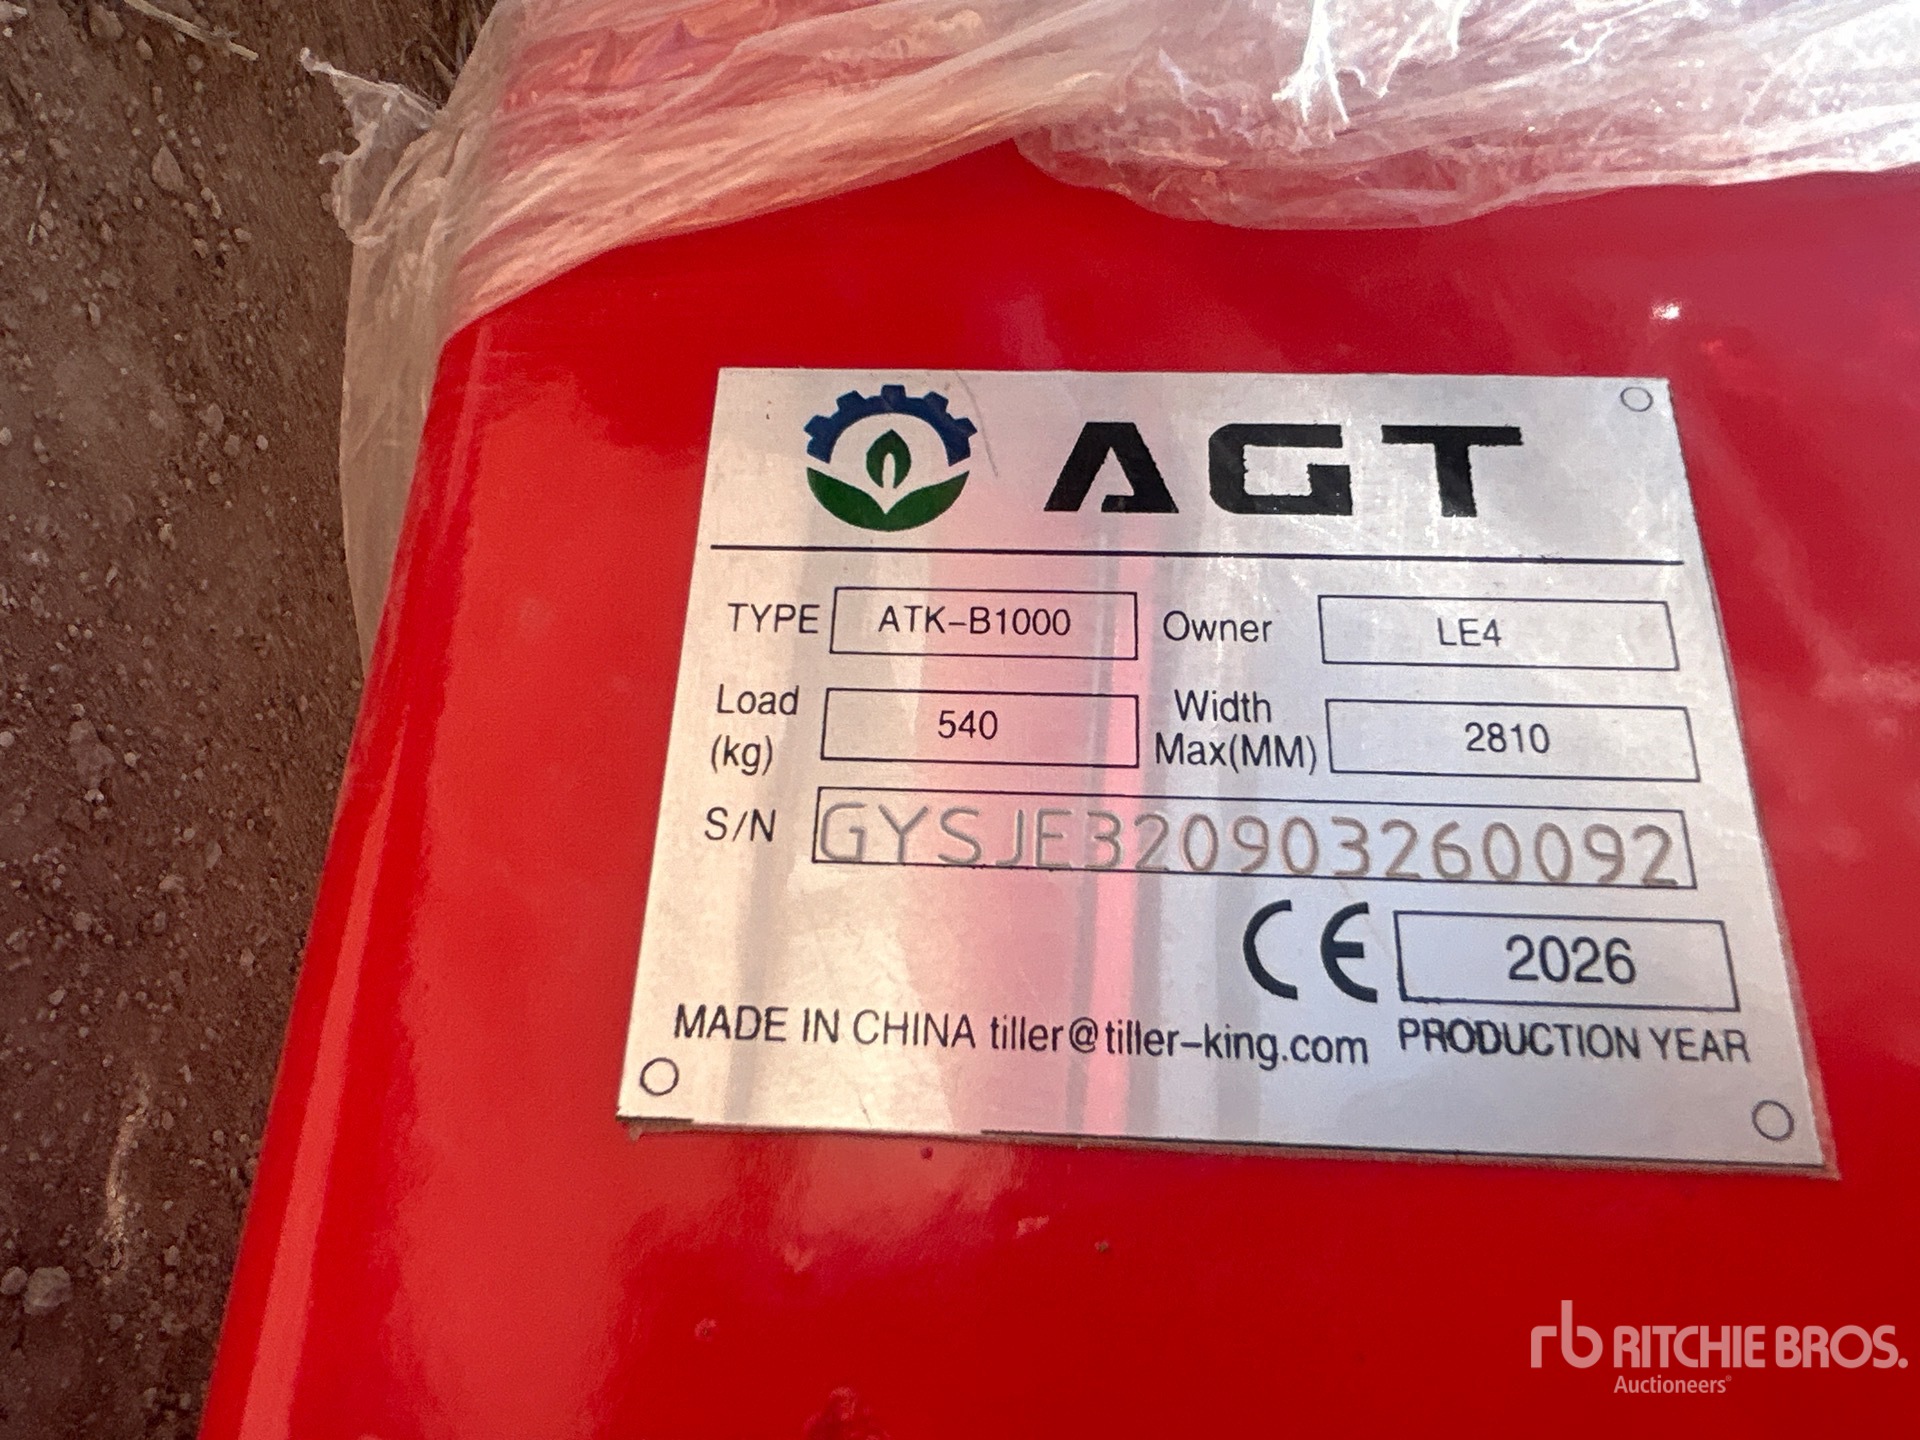 AGT
TYPE ATK-B1000 Owner LE4
Load (kg) 540 Width Max(MM) 2810
S/N GYSJE320903260092
CE 2026
MADE IN CHINA tiller@tiller-king.com PRODUCTION YEAR
rb RITCHIE BROS.
Auctioneers